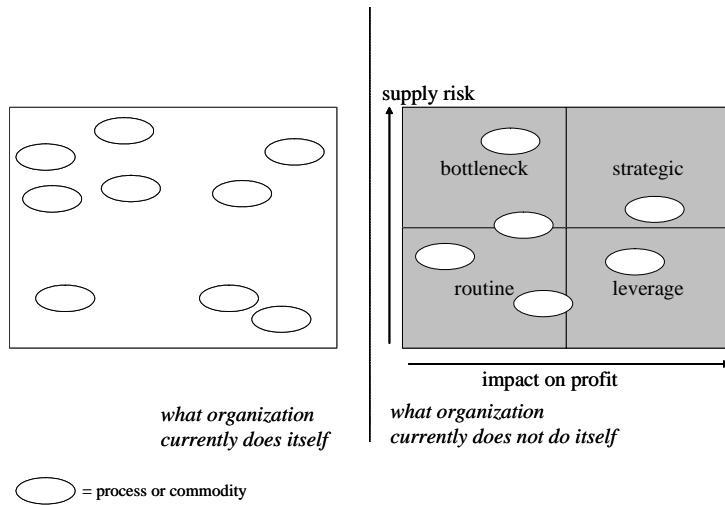 supply risk
bottleneck
strategic
routine
leverage
impact on profit
what organization
currently does itself
what organization
currently does not do itself
= process or commodity